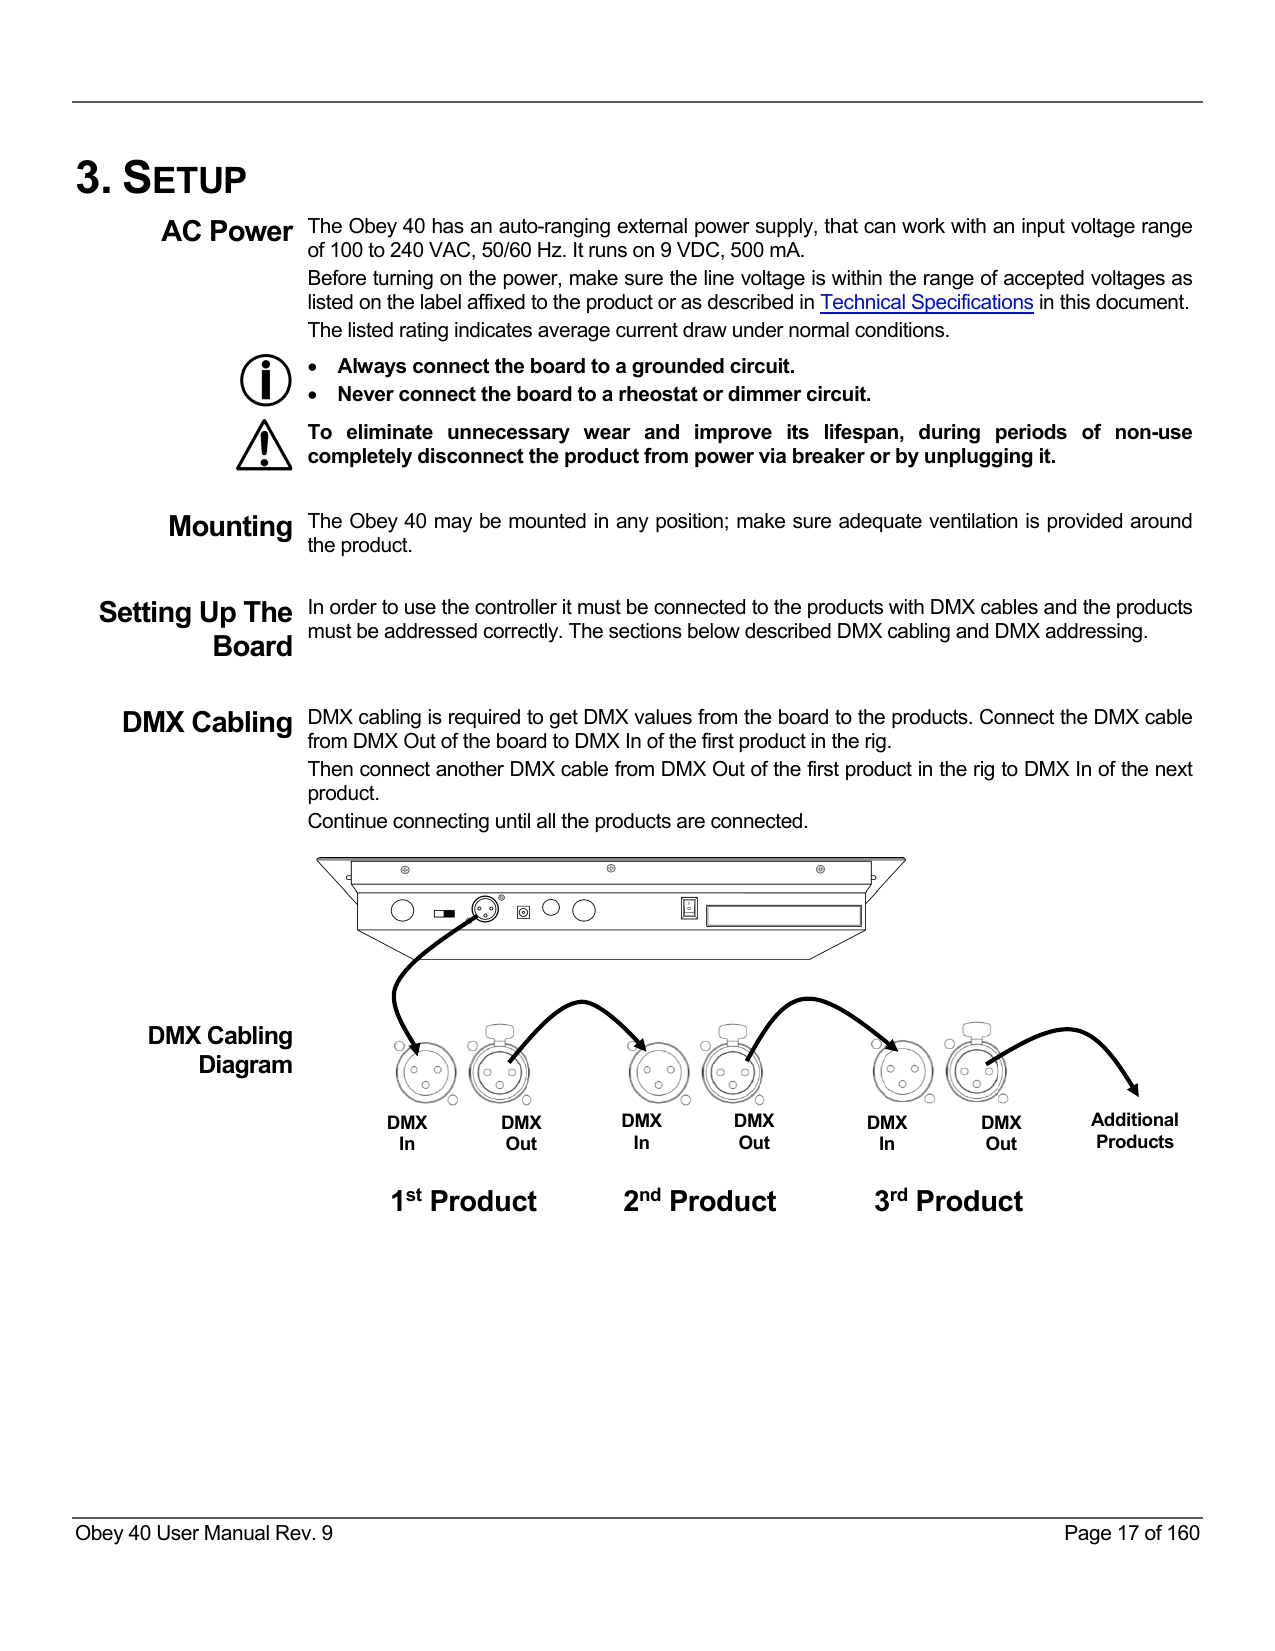 3. SETUP
AC Power
The Obey 40 has an auto-ranging external power supply, that can work with an input voltage range
of 100 to 240 VAC, 50/60 Hz. It runs on 9 VDC, 500 mA.
Before turning on the power, make sure the line voltage is within the range of accepted voltages as
listed on the label affixed to the product or as described in Technical Specifications in this document.
The listed rating indicates average current draw under normal conditions.
• Always connect the board to a grounded circuit.
• Never connect the board to a rheostat or dimmer circuit.
To eliminate unnecessary wear and improve its lifespan, during periods of non-use
completely disconnect the product from power via breaker or by unplugging it.
Mounting
The Obey 40 may be mounted in any position; make sure adequate ventilation is provided around
the product.
Setting Up The
Board
In order to use the controller it must be connected to the products with DMX cables and the products
must be addressed correctly. The sections below described DMX cabling and DMX addressing.
DMX Cabling
DMX cabling is required to get DMX values from the board to the products. Connect the DMX cable
from DMX Out of the board to DMX In of the first product in the rig.
Then connect another DMX cable from DMX Out of the first product in the rig to DMX In of the next
product.
Continue connecting until all the products are connected.
DMX Cabling
Diagram
DMX
In
DMX
Out
DMX
In
DMX
Out
DMX
In
DMX
Out
Additional
Products
1st Product
2nd Product
3rd Product
Obey 40 User Manual Rev. 9
Page 17 of 160